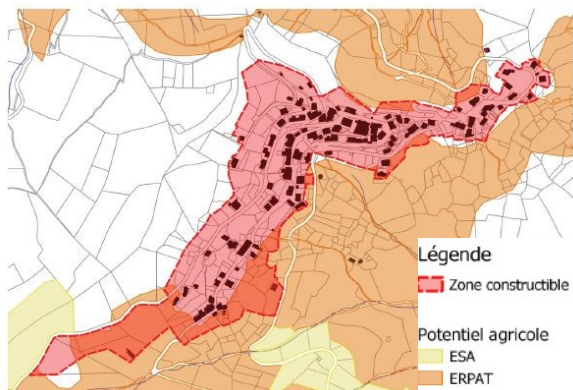 Légende
Zone constructible
Potentiel agricole
ESA
ERPAT